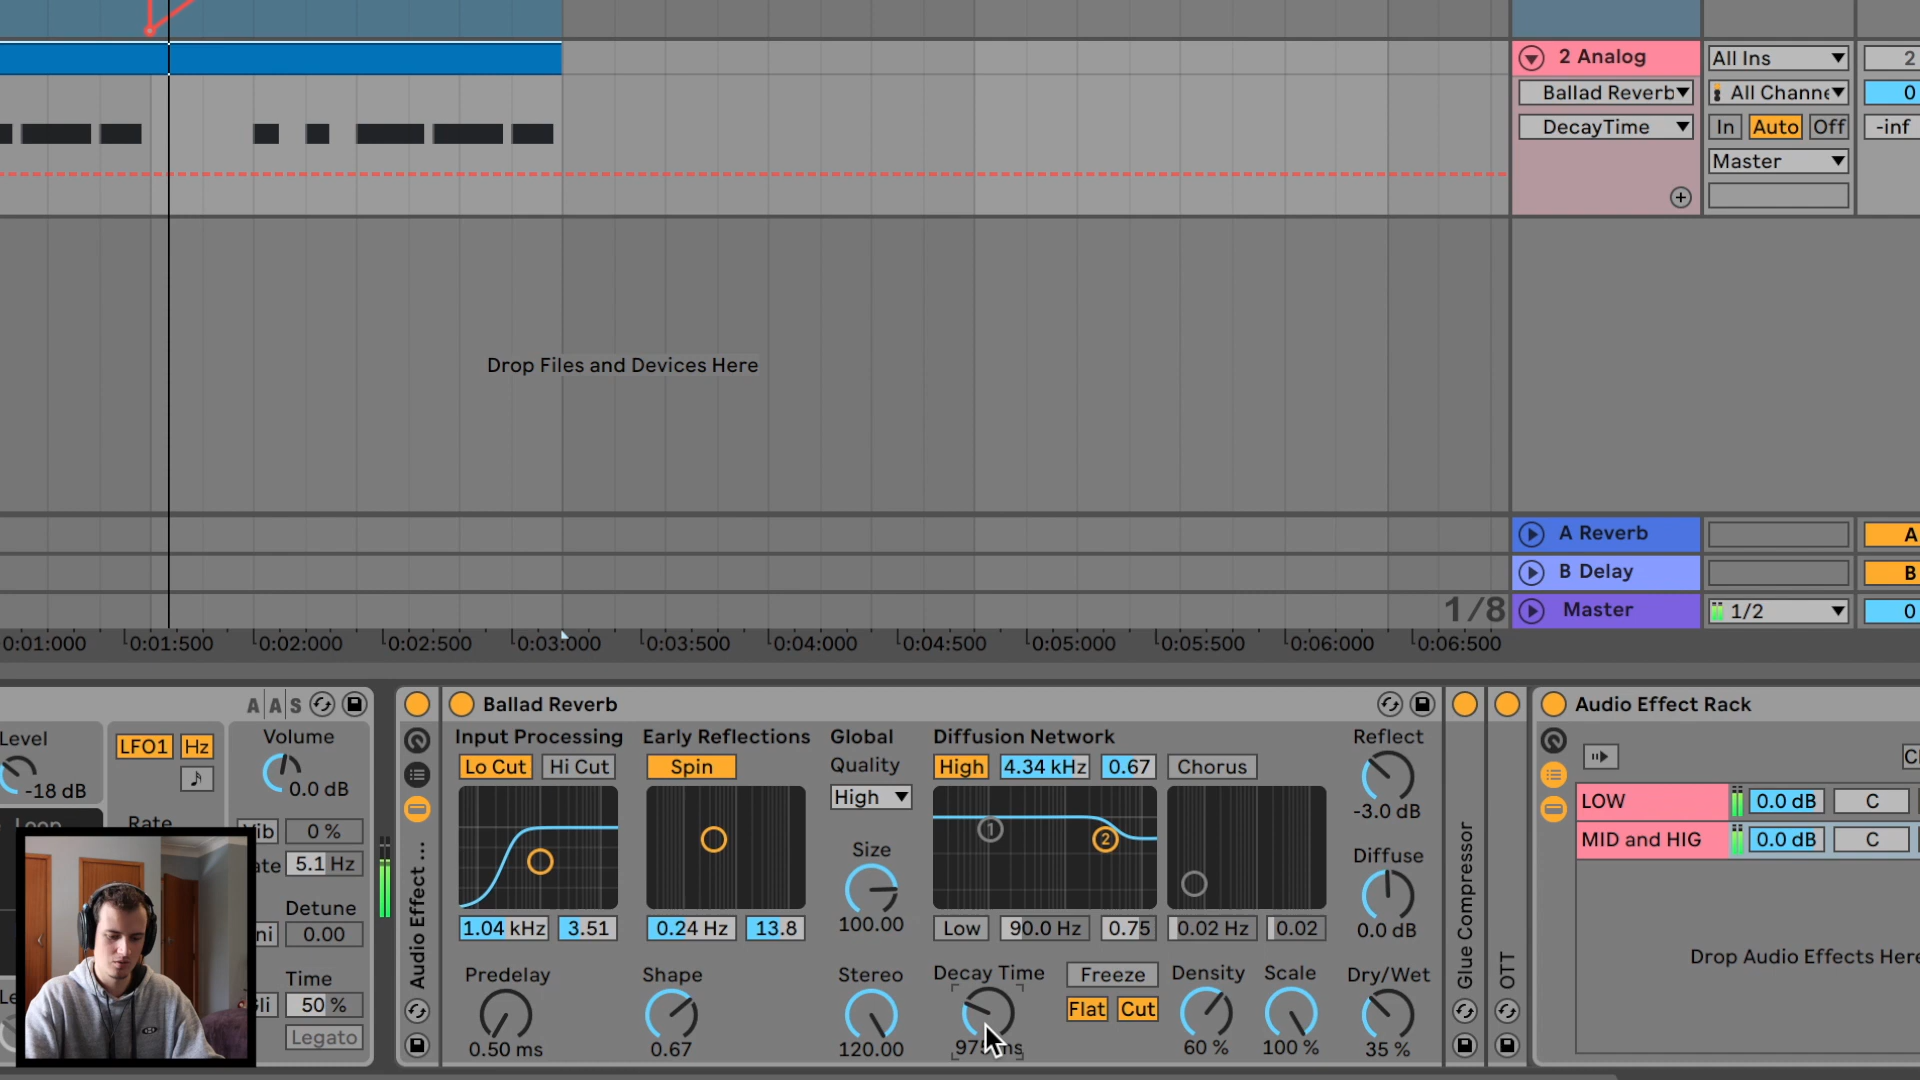 2 Analog
All Ins
2
Ballad Reverb
All Channe
0
DecayTime
In Auto Off
-inf
Master
Drop Files and Devices Here
A Reverb
A
B Delay
B
1/8
Master
1/2
0
0:01:000 0:01:500 0:02:000 0:02:500 0:03:000 0:03:500 0:04:000 0:04:500 0:05:000 0:05:500 0:06:000 0:06:500
AAS
Level
-18 dB
LFO1 Hz
Rate
Volume
0.0 dB
0 %
5.1 Hz
Detune
0.00
Time
50 %
Legato
Audio Effect ...
Ballad Reverb
Input Processing
Lo Cut Hi Cut
1.04 kHz 3.51
Predelay
0.50 ms
Early Reflections
Spin
0.24 Hz 13.8
Shape
0.67
Global
Quality
High
Size
100.00
Stereo
120.00
Diffusion Network
High 4.34 kHz 0.67 Chorus
1 2
Low 90.0 Hz 0.75 0.02 Hz 0.02
Decay Time
Freeze
Flat Cut
Density
60 %
Scale
100 %
Reflect
-3.0 dB
Diffuse
0.0 dB
Dry/Wet
35 %
Glue Compressor
OTT
Audio Effect Rack
LOW 0.0 dB C
MID and HIG 0.0 dB C
Drop Audio Effects Here